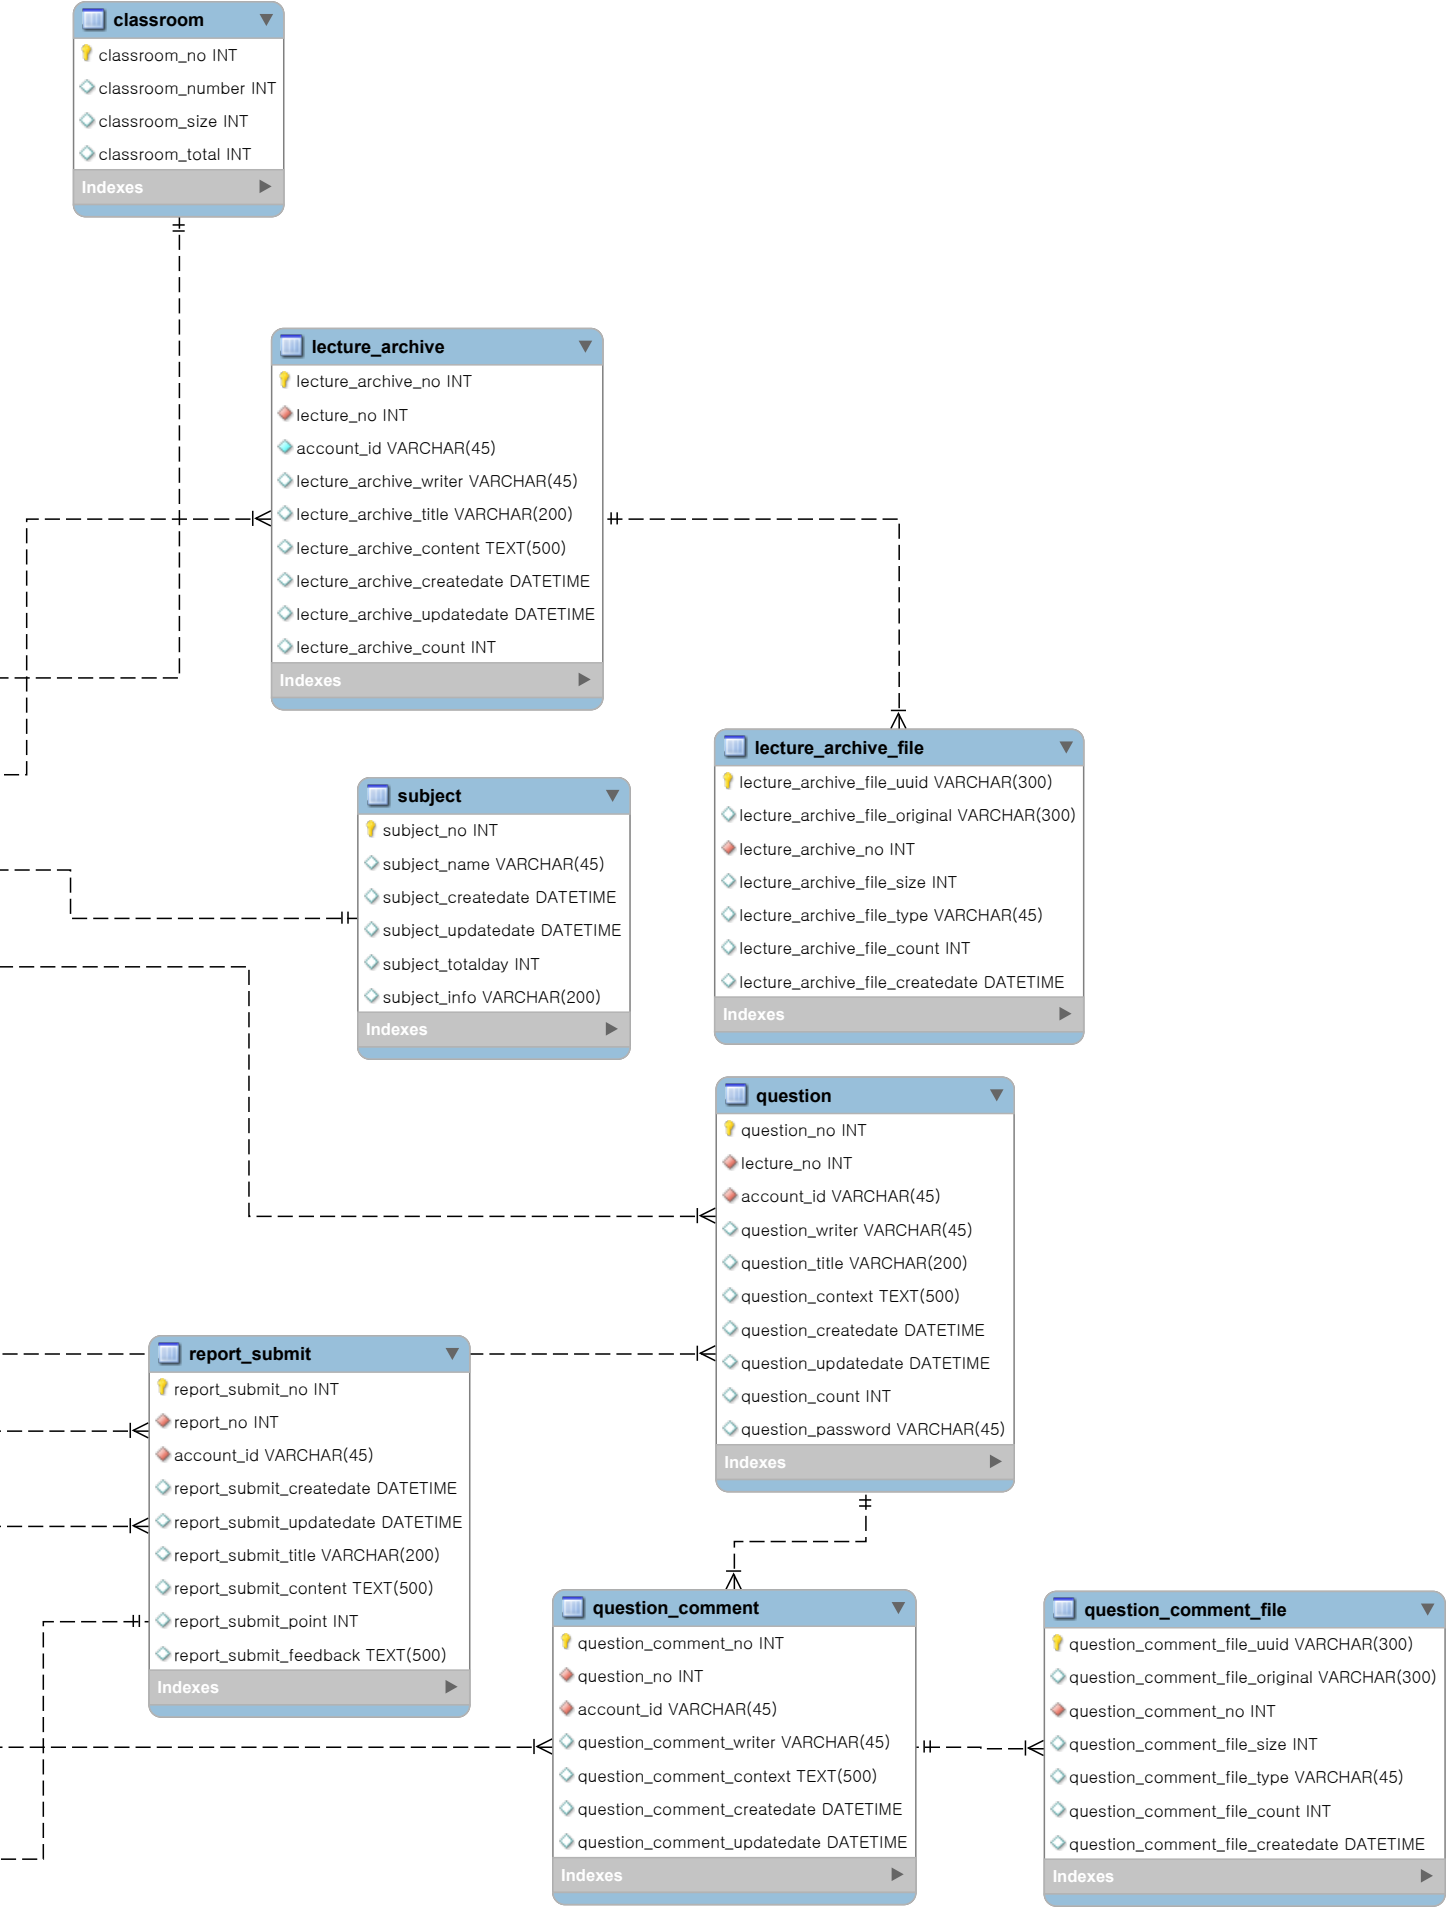 classroom
classroom_no INT
classroom_number INT
classroom_size INT
classroom_total INT
Indexes
lecture_archive
lecture_archive_no INT
lecture_no INT
account_id VARCHAR(45)
lecture_archive_writer VARCHAR(45)
lecture_archive_title VARCHAR(200)
lecture_archive_content TEXT(500)
lecture_archive_createdate DATETIME
lecture_archive_updatedate DATETIME
lecture_archive_count INT
Indexes
lecture_archive_file
lecture_archive_file_uuid VARCHAR(300)
lecture_archive_file_original VARCHAR(300)
lecture_archive_no INT
lecture_archive_file_size INT
lecture_archive_file_type VARCHAR(45)
lecture_archive_file_count INT
lecture_archive_file_createdate DATETIME
Indexes
subject
subject_no INT
subject_name VARCHAR(45)
subject_createdate DATETIME
subject_updatedate DATETIME
subject_totalday INT
subject_info VARCHAR(200)
Indexes
question
question_no INT
lecture_no INT
account_id VARCHAR(45)
question_writer VARCHAR(45)
question_title VARCHAR(200)
question_context TEXT(500)
question_createdate DATETIME
question_updatedate DATETIME
question_count INT
question_password VARCHAR(45)
Indexes
report_submit
report_submit_no INT
report_no INT
account_id VARCHAR(45)
report_submit_createdate DATETIME
report_submit_updatedate DATETIME
report_submit_title VARCHAR(200)
report_submit_content TEXT(500)
report_submit_point INT
report_submit_feedback TEXT(500)
Indexes
question_comment
question_comment_no INT
question_no INT
account_id VARCHAR(45)
question_comment_writer VARCHAR(45)
question_comment_context TEXT(500)
question_comment_createdate DATETIME
question_comment_updatedate DATETIME
Indexes
question_comment_file
question_comment_file_uuid VARCHAR(300)
question_comment_file_original VARCHAR(300)
question_comment_no INT
question_comment_file_size INT
question_comment_file_type VARCHAR(45)
question_comment_file_count INT
question_comment_file_createdate DATETIME
Indexes